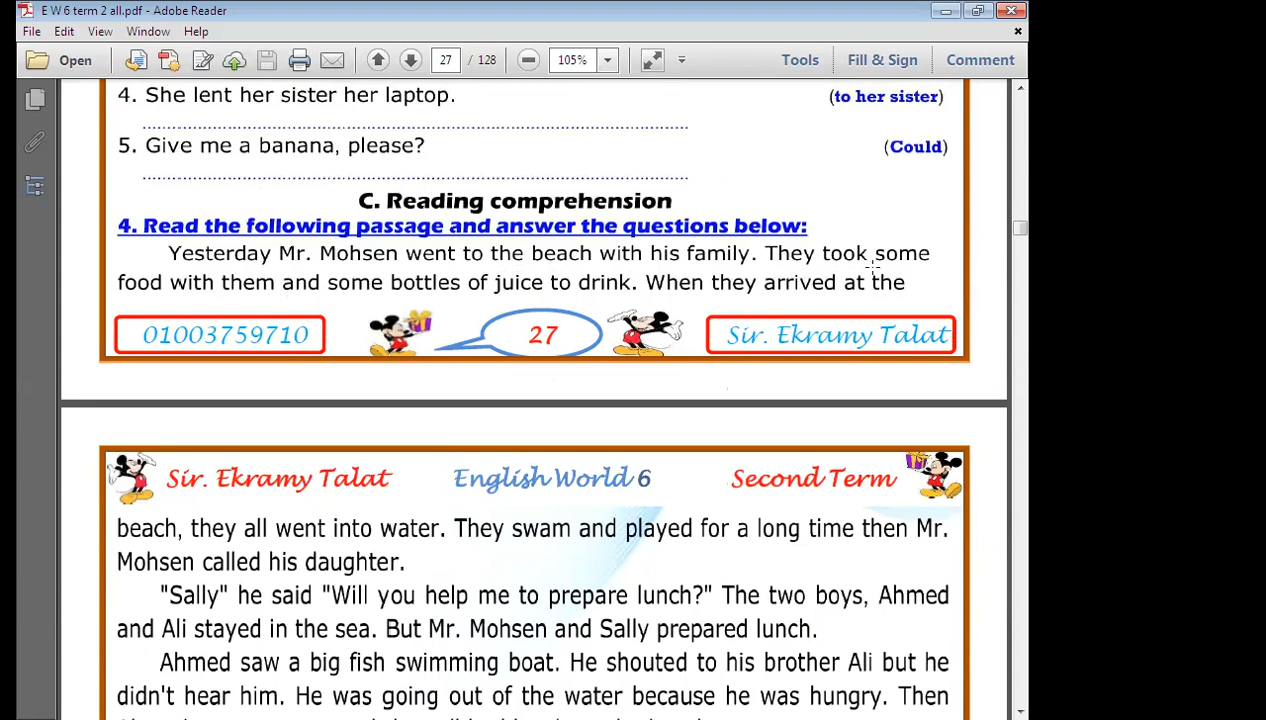 E W 6 term 2 all.pdf - Adobe Reader
File Edit View Window Help
Open 27 / 128 105% Tools Fill & Sign Comment
4. She lent her sister her laptop. (to her sister)
5. Give me a banana, please? (Could)
C. Reading comprehension
4. Read the following passage and answer the questions below:
Yesterday Mr. Mohsen went to the beach with his family. They took some
food with them and some bottles of juice to drink. When they arrived at the
01003759710 27 Sir. Ekramy Talat
Sir. Ekramy Talat English World 6 Second Term
beach, they all went into water. They swam and played for a long time then Mr.
Mohsen called his daughter.
"Sally" he said "Will you help me to prepare lunch?" The two boys, Ahmed
and Ali stayed in the sea. But Mr. Mohsen and Sally prepared lunch.
Ahmed saw a big fish swimming boat. He shouted to his brother Ali but he
didn't hear him. He was going out of the water because he was hungry. Then